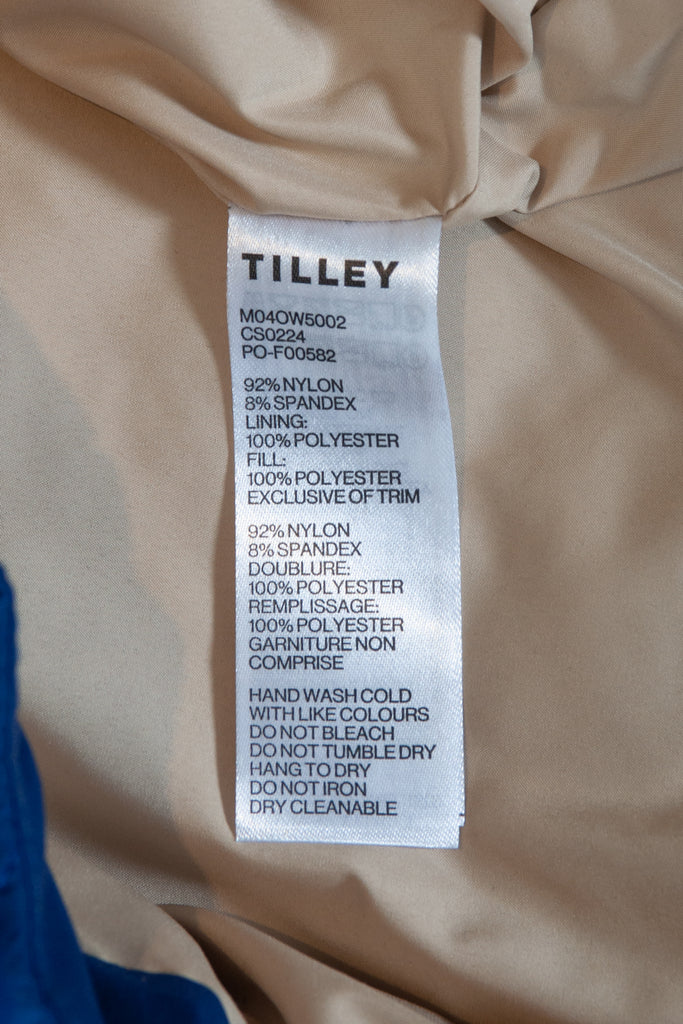 TILLEY
M04OW5002
CS0224
PO-F00582
92% NYLON
8% SPANDEX
LINING:
100% POLYESTER
FILL:
100% POLYESTER
EXCLUSIVE OF TRIM
92% NYLON
8% SPANDEX
DOUBLURE:
100% POLYESTER
REMPLISSAGE:
100% POLYESTER
GARNITURE NON
COMPRISE
HAND WASH COLD
WITH LIKE COLOURS
DO NOT BLEACH
DO NOT TUMBLE DRY
HANG TO DRY
DO NOT IRON
DRY CLEANABLE